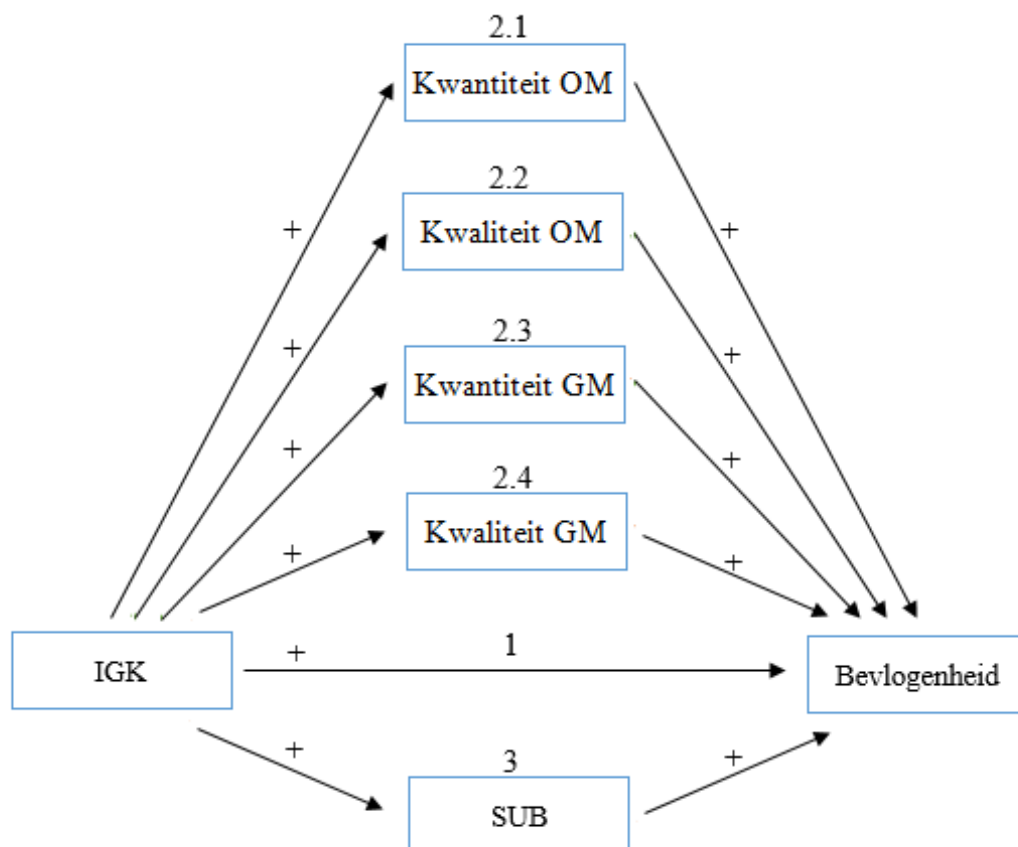 2.1
Kwantiteit OM
2.2
+
Kwaliteit OM
+
2.3
+
+
Kwantiteit GM
2.4
+
+
Kwaliteit GM
+
+
IGK
+
1
Bevlogenheid
+
3
+
SUB